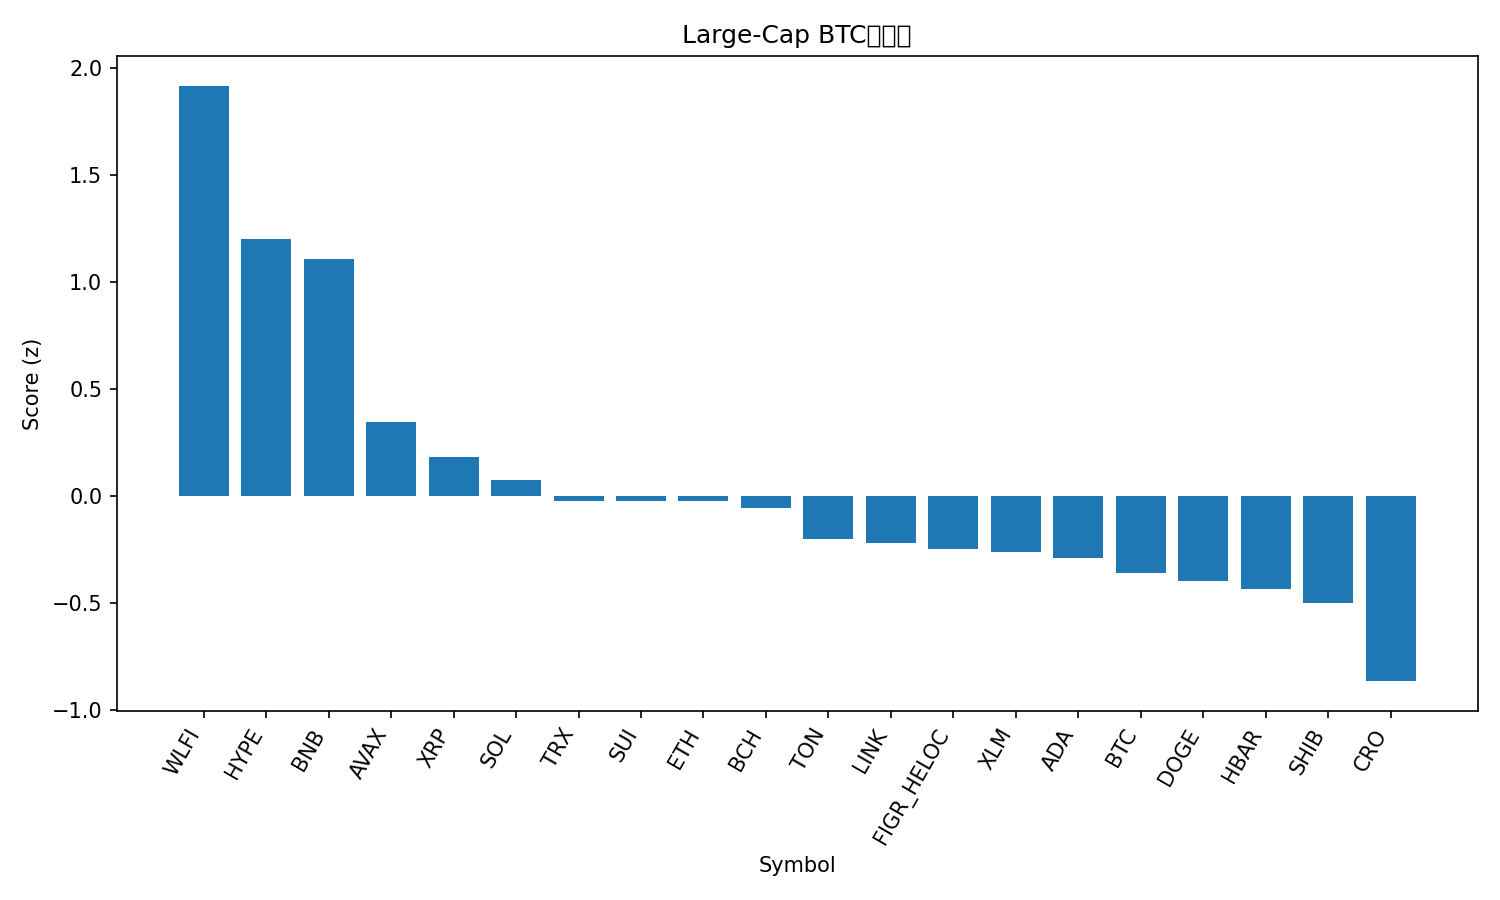 Large-Cap BTC
2.0
1.5
1.0
0.5
0.0
−0.5
−1.0
Score (z)
WLFI
HYPE
BNB
AVAX
XRP
SOL
TRX
SUI
ETH
BCH
TON
LINK
FIGR_HELOC
XLM
ADA
BTC
DOGE
HBAR
SHIB
CRO
Symbol